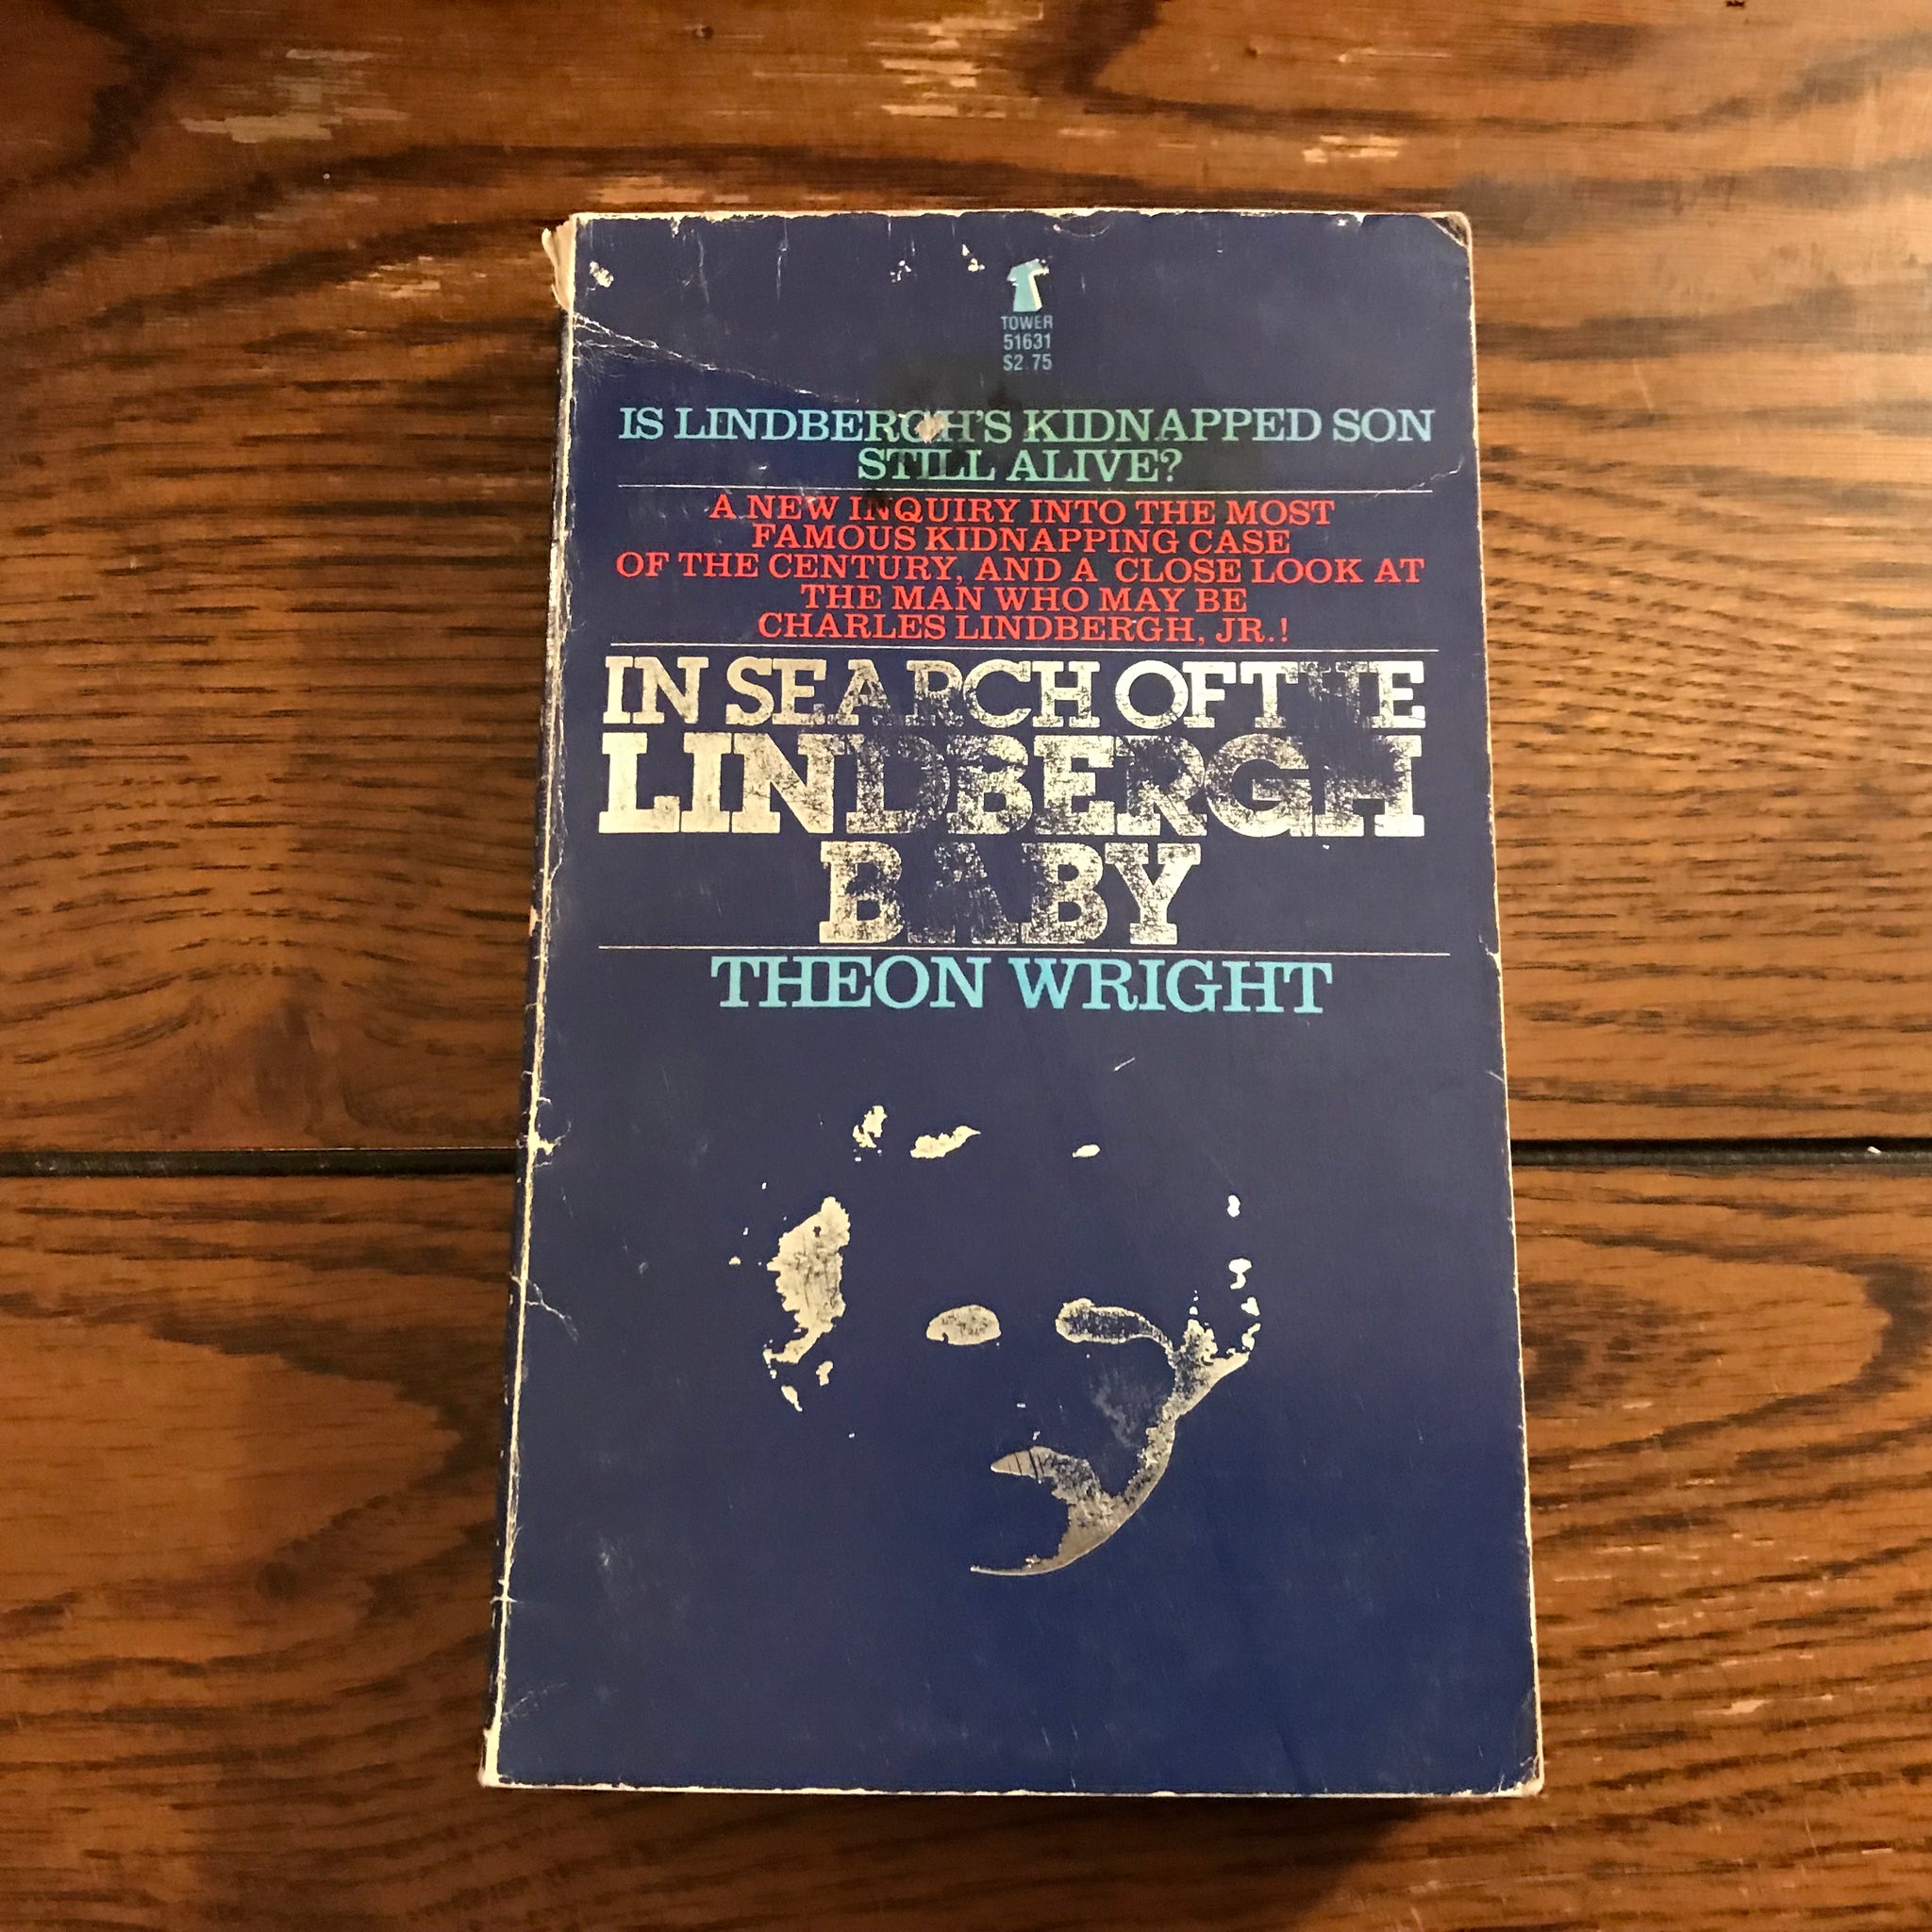 TOWER
51631
$2.75
IS LINDBERGH'S KIDNAPPED SON
STILL ALIVE?
A NEW INQUIRY INTO THE MOST
FAMOUS KIDNAPPING CASE
OF THE CENTURY, AND A CLOSE LOOK AT
THE MAN WHO MAY BE
CHARLES LINDBERGH, JR.!
IN SEARCH OF THE
LINDBERGH
BABY
THEON WRIGHT